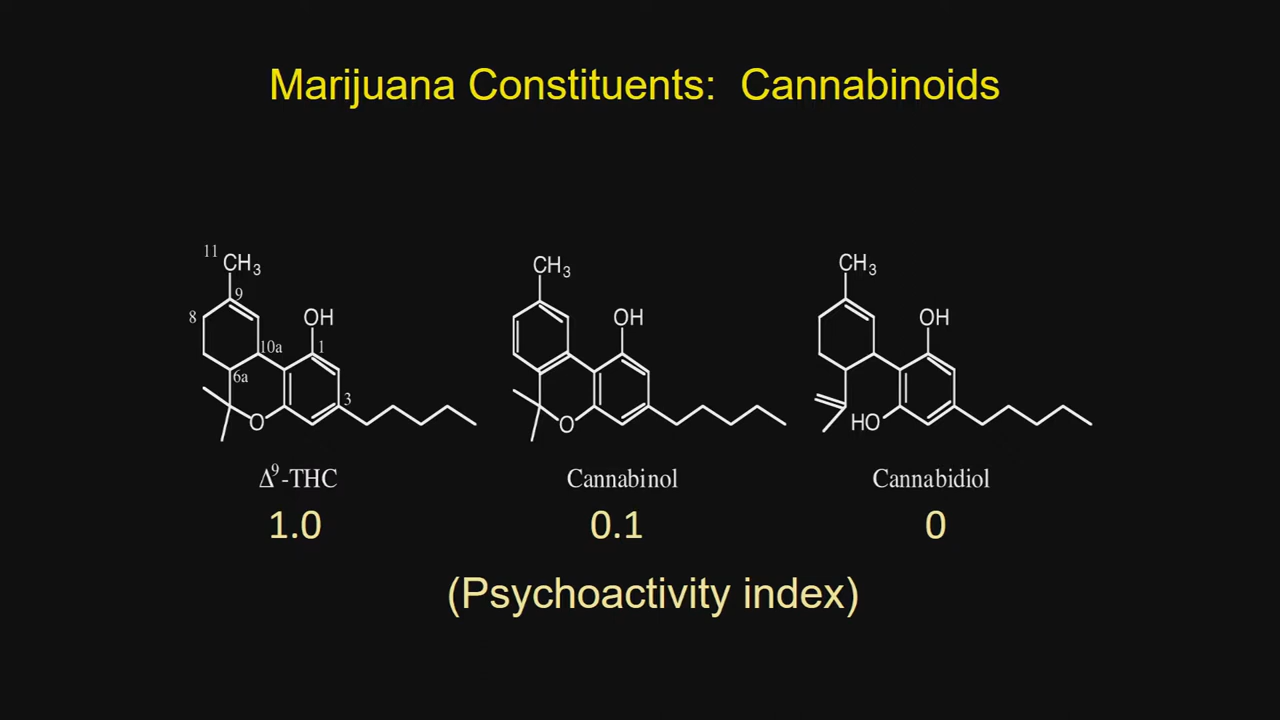 Marijuana Constituents: Cannabinoids
11 CH3 CH3 CH3
9
8 OH OH OH
10a 1
6a
3
O O HO
Δ9-THC Cannabinol Cannabidiol
1.0 0.1 0
(Psychoactivity index)